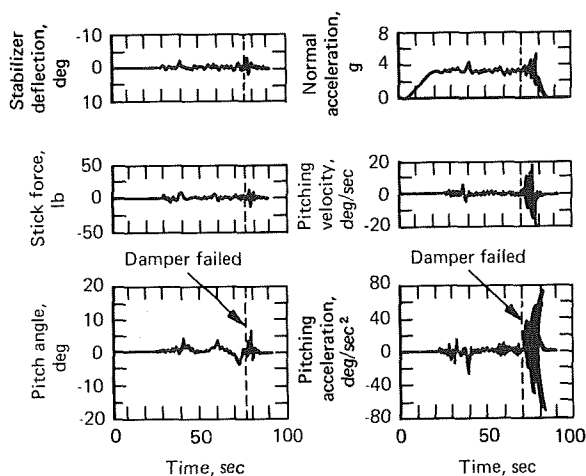 Stabilizer
deflection,
deg
-10
0
10
Normal
acceleration,
g
8
4
0
Stick force,
lb
50
0
-50
Pitching
velocity,
deg/sec
20
0
-20
Damper failed
Pitch angle,
deg
20
10
0
-10
-20
0 50 100
Time, sec
Damper failed
Pitching
acceleration,
deg/sec²
80
40
0
-40
-80
0 50 100
Time, sec